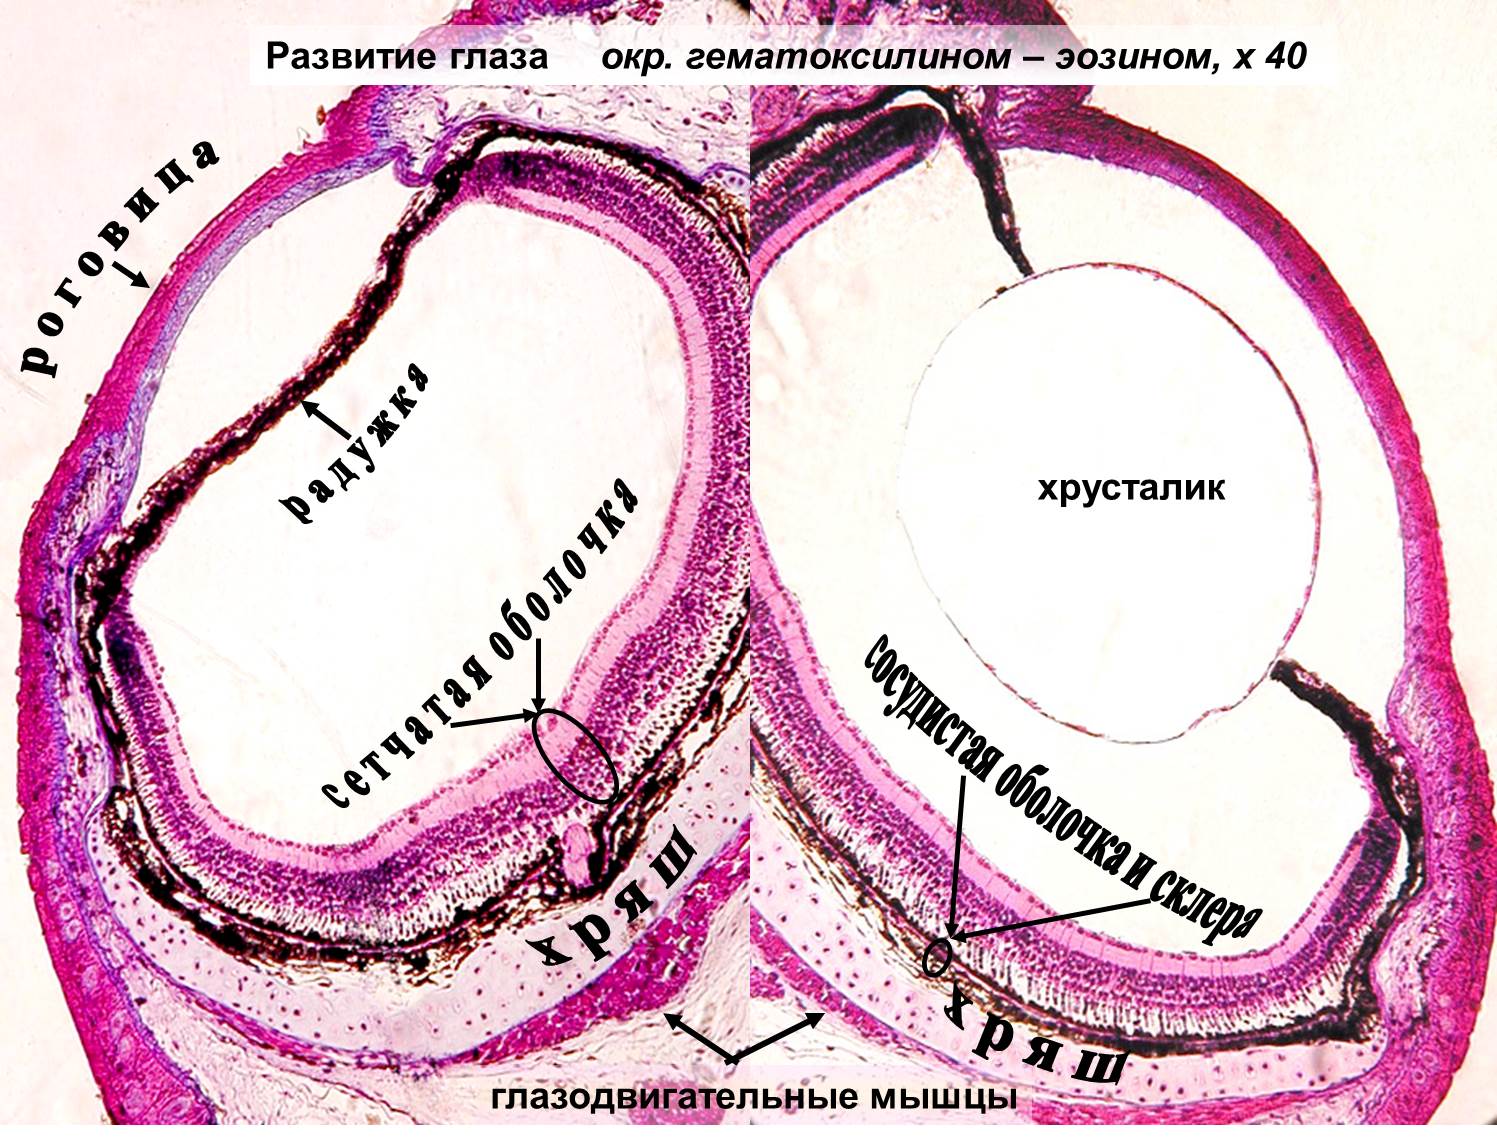 Развитие глаза окр. гематоксилином – эозином, х 40
роговица
радужка
сетчатая оболочка
хрусталик
сосудистая оболочка и склера
хрящ
хрящ
глазодвигательные мышцы